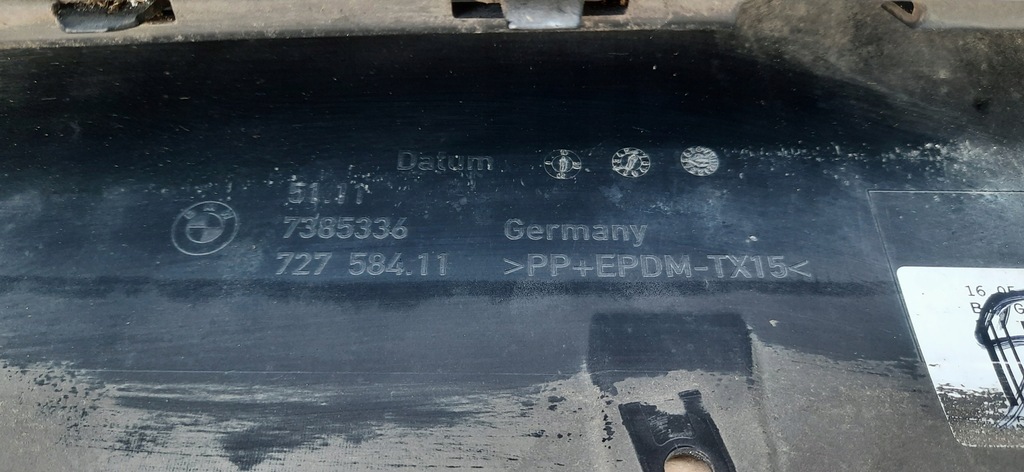 Datum
51.11
7385336
Germany
727 584.11
>PP+EPDM-TX15<